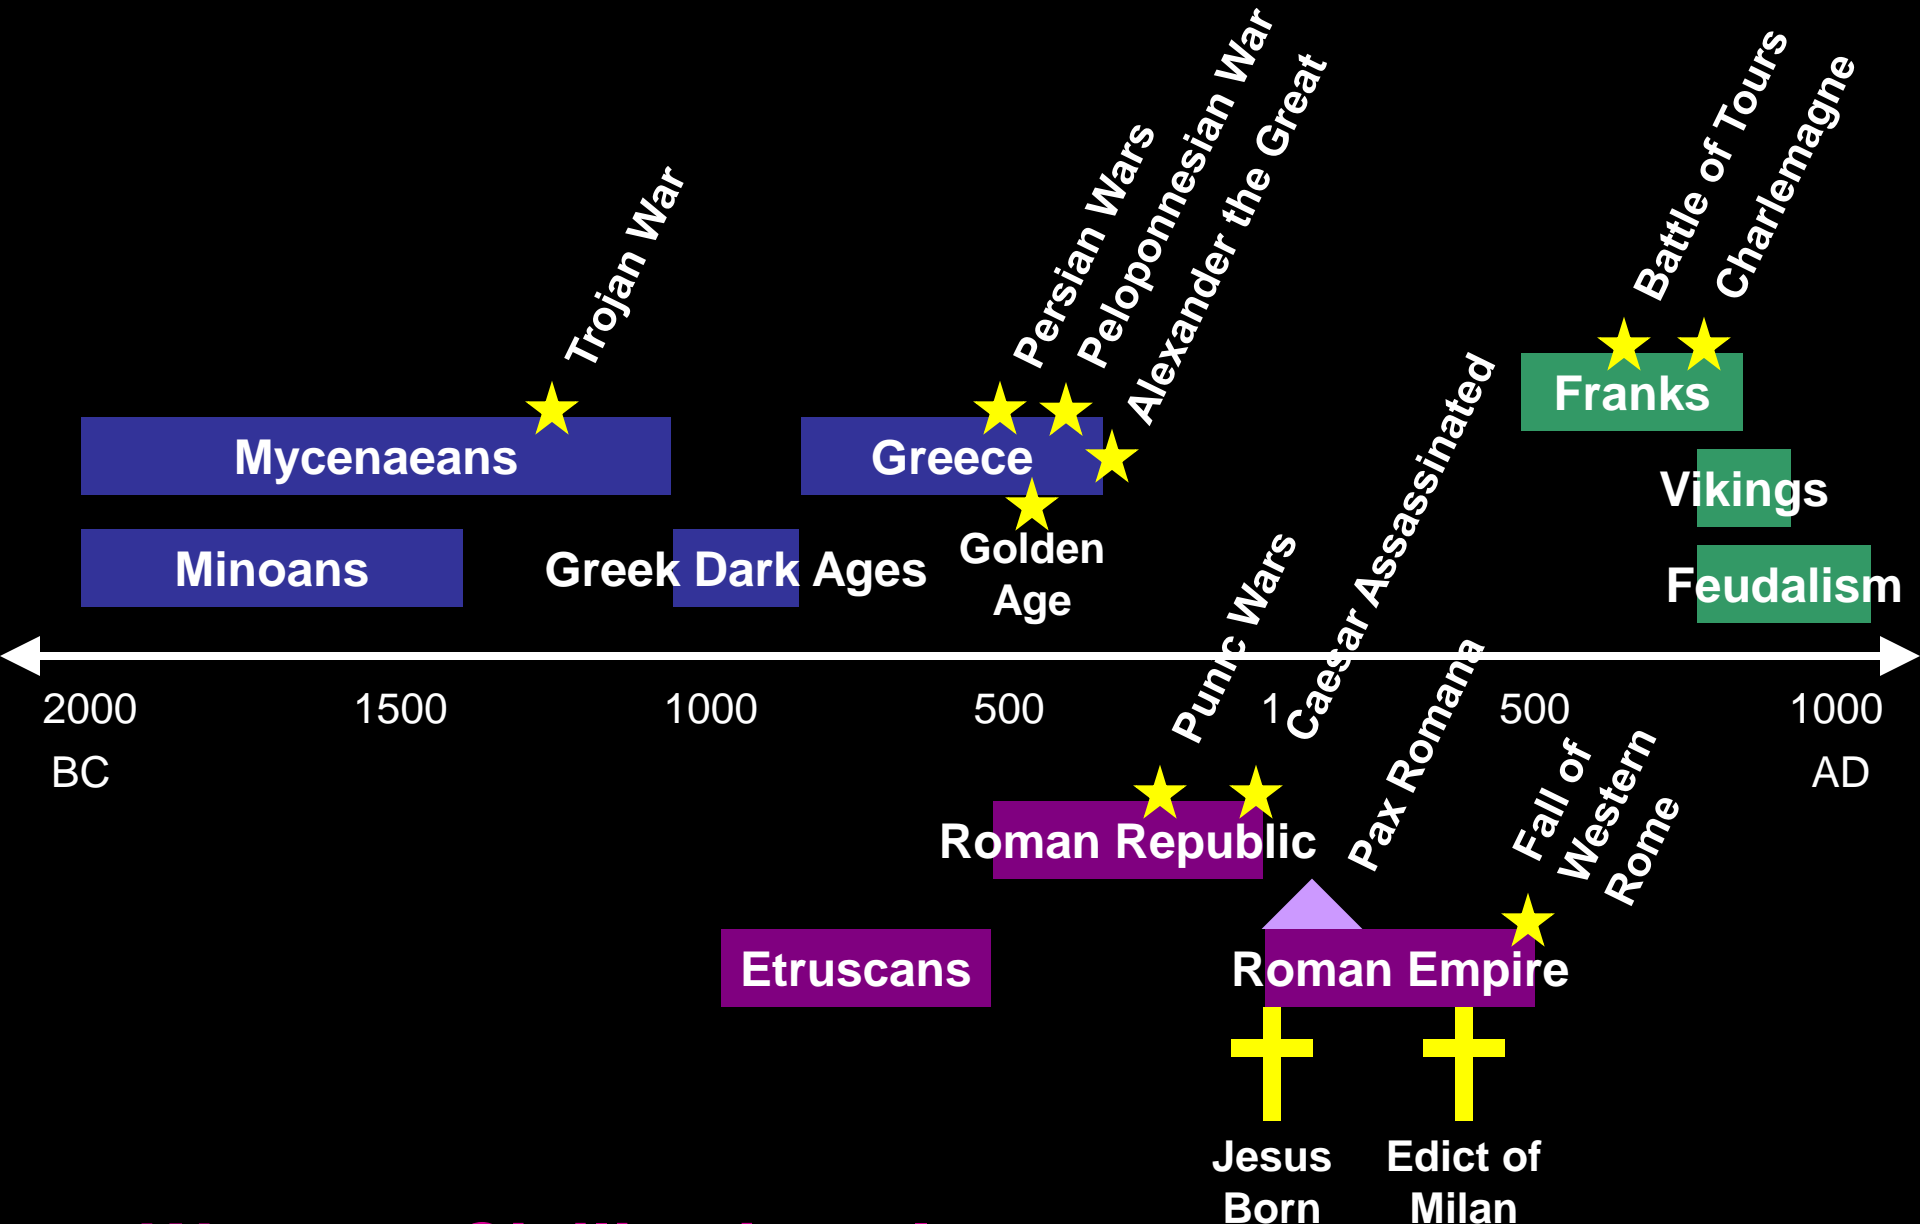 Trojan War
Persian Wars
Peloponnesian War
Alexander the Great
Battle of Tours
Charlemagne
Franks
Mycenaeans
Greece
Vikings
Minoans
Greek Dark Ages
Golden
Age
Feudalism
2000
1500
1000
500
1
500
1000
BC
AD
Punic Wars
Caesar Assassinated
Pax Romana
Fall of
Western
Rome
Roman Republic
Etruscans
Roman Empire
Jesus
Born
Edict of
Milan